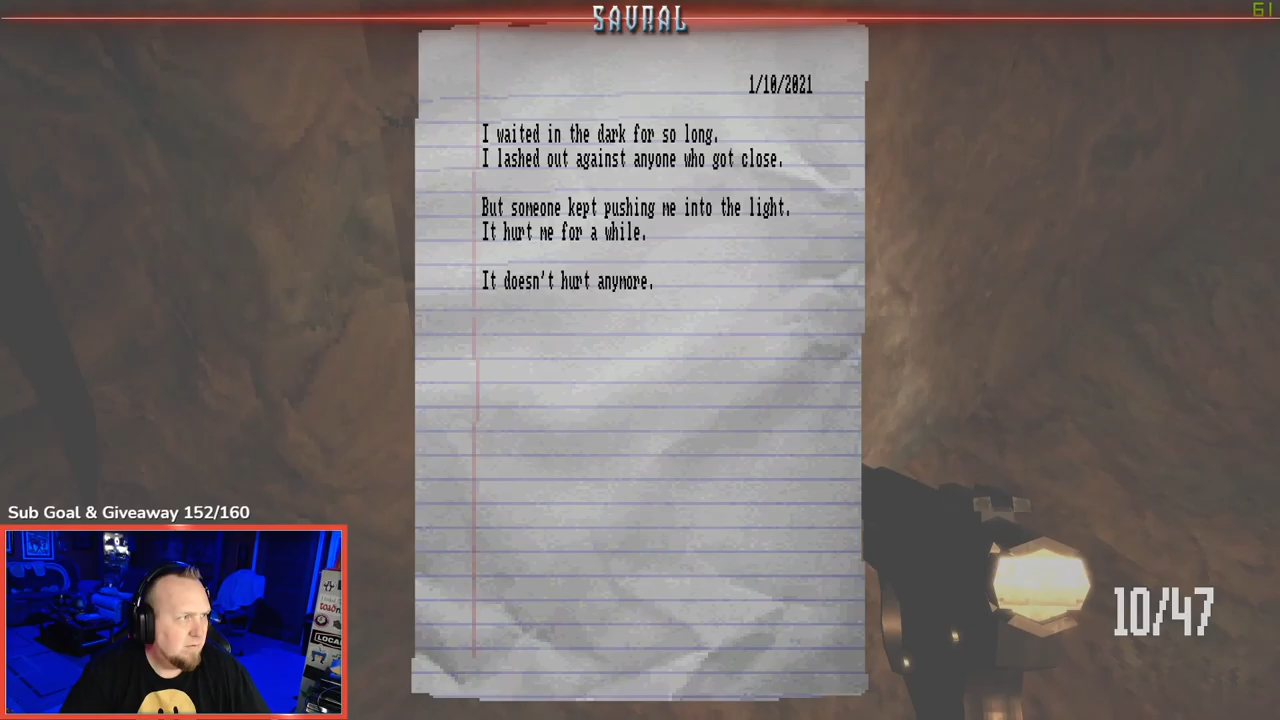 SAVRAL
61
1/10/2021
I waited in the dark for so long.
I lashed out against anyone who got close.
But someone kept pushing me into the light.
It hurt me for a while.
It doesn't hurt anymore.
Sub Goal & Giveaway 152/160
LOCAL
10/47